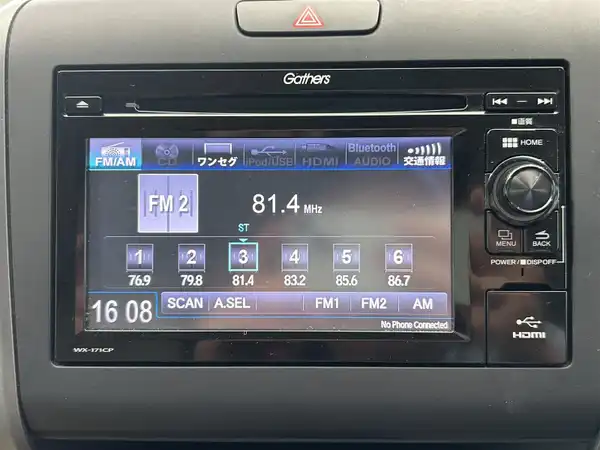 Gathers
■画質
HOME
FM/AM
CD
ワンセグ
iPod/USB
HDMI
Bluetooth
AUDIO
交通情報
FM 2
81.4 MHz
ST
1 2 3 4 5 6
76.9 79.8 81.4 83.2 85.6 86.7
MENU
BACK
POWER / ■DISP OFF
16 08
SCAN A.SEL FM1 FM2 AM
No Phone Connected
HDMI
WX-171CP